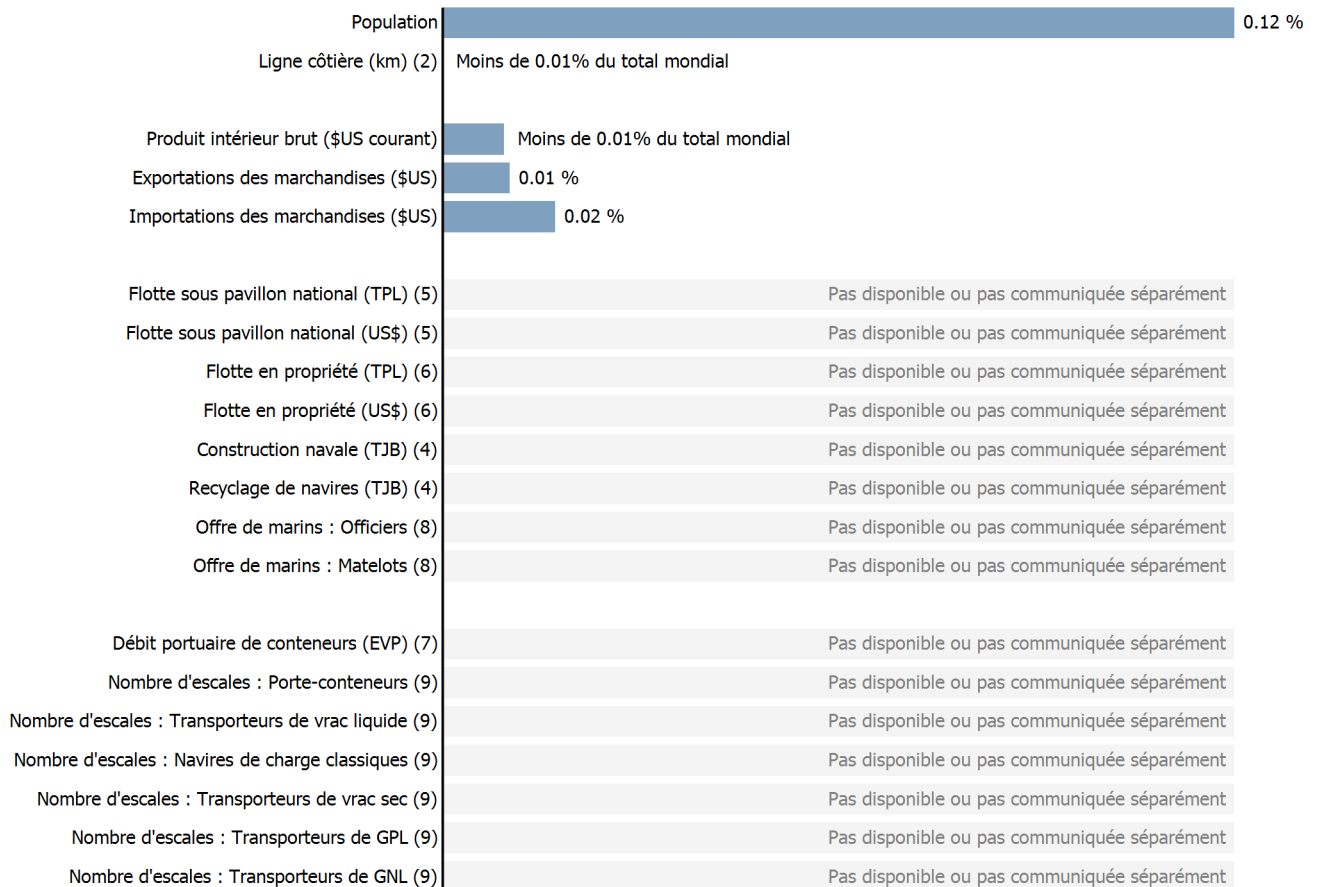 Population 0.12 %
Ligne côtière (km) (2) Moins de 0.01% du total mondial
Produit intérieur brut ($US courant) Moins de 0.01% du total mondial
Exportations des marchandises ($US) 0.01 %
Importations des marchandises ($US) 0.02 %
Flotte sous pavillon national (TPL) (5) Pas disponible ou pas communiquée séparément
Flotte sous pavillon national (US$) (5) Pas disponible ou pas communiquée séparément
Flotte en propriété (TPL) (6) Pas disponible ou pas communiquée séparément
Flotte en propriété (US$) (6) Pas disponible ou pas communiquée séparément
Construction navale (TJB) (4) Pas disponible ou pas communiquée séparément
Recyclage de navires (TJB) (4) Pas disponible ou pas communiquée séparément
Offre de marins : Officiers (8) Pas disponible ou pas communiquée séparément
Offre de marins : Matelots (8) Pas disponible ou pas communiquée séparément
Débit portuaire de conteneurs (EVP) (7) Pas disponible ou pas communiquée séparément
Nombre d'escales : Porte-conteneurs (9) Pas disponible ou pas communiquée séparément
Nombre d'escales : Transporteurs de vrac liquide (9) Pas disponible ou pas communiquée séparément
Nombre d'escales : Navires de charge classiques (9) Pas disponible ou pas communiquée séparément
Nombre d'escales : Transporteurs de vrac sec (9) Pas disponible ou pas communiquée séparément
Nombre d'escales : Transporteurs de GPL (9) Pas disponible ou pas communiquée séparément
Nombre d'escales : Transporteurs de GNL (9) Pas disponible ou pas communiquée séparément